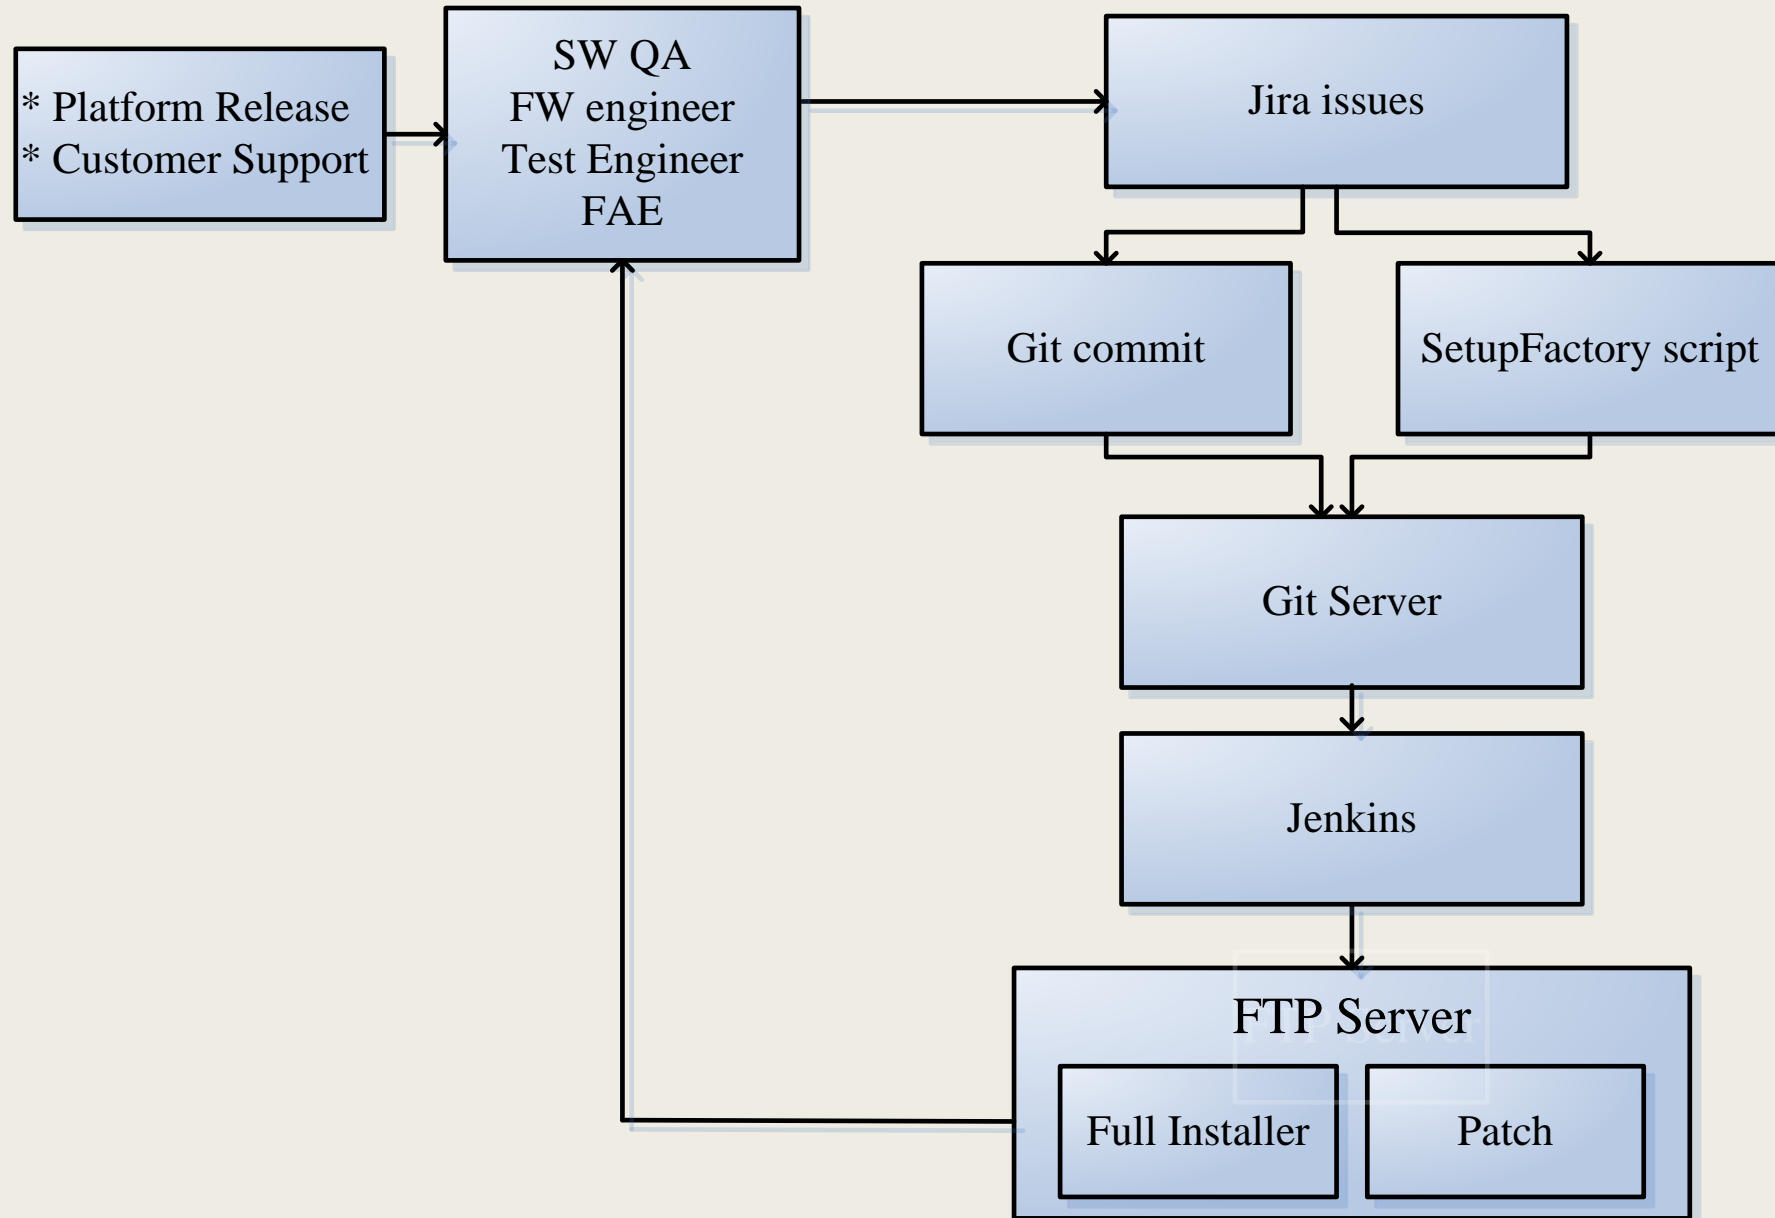 * Platform Release
* Customer Support
SW QA
FW engineer
Test Engineer
FAE
Jira issues
Git commit
SetupFactory script
Git Server
Jenkins
FTP Server
Full Installer
Patch